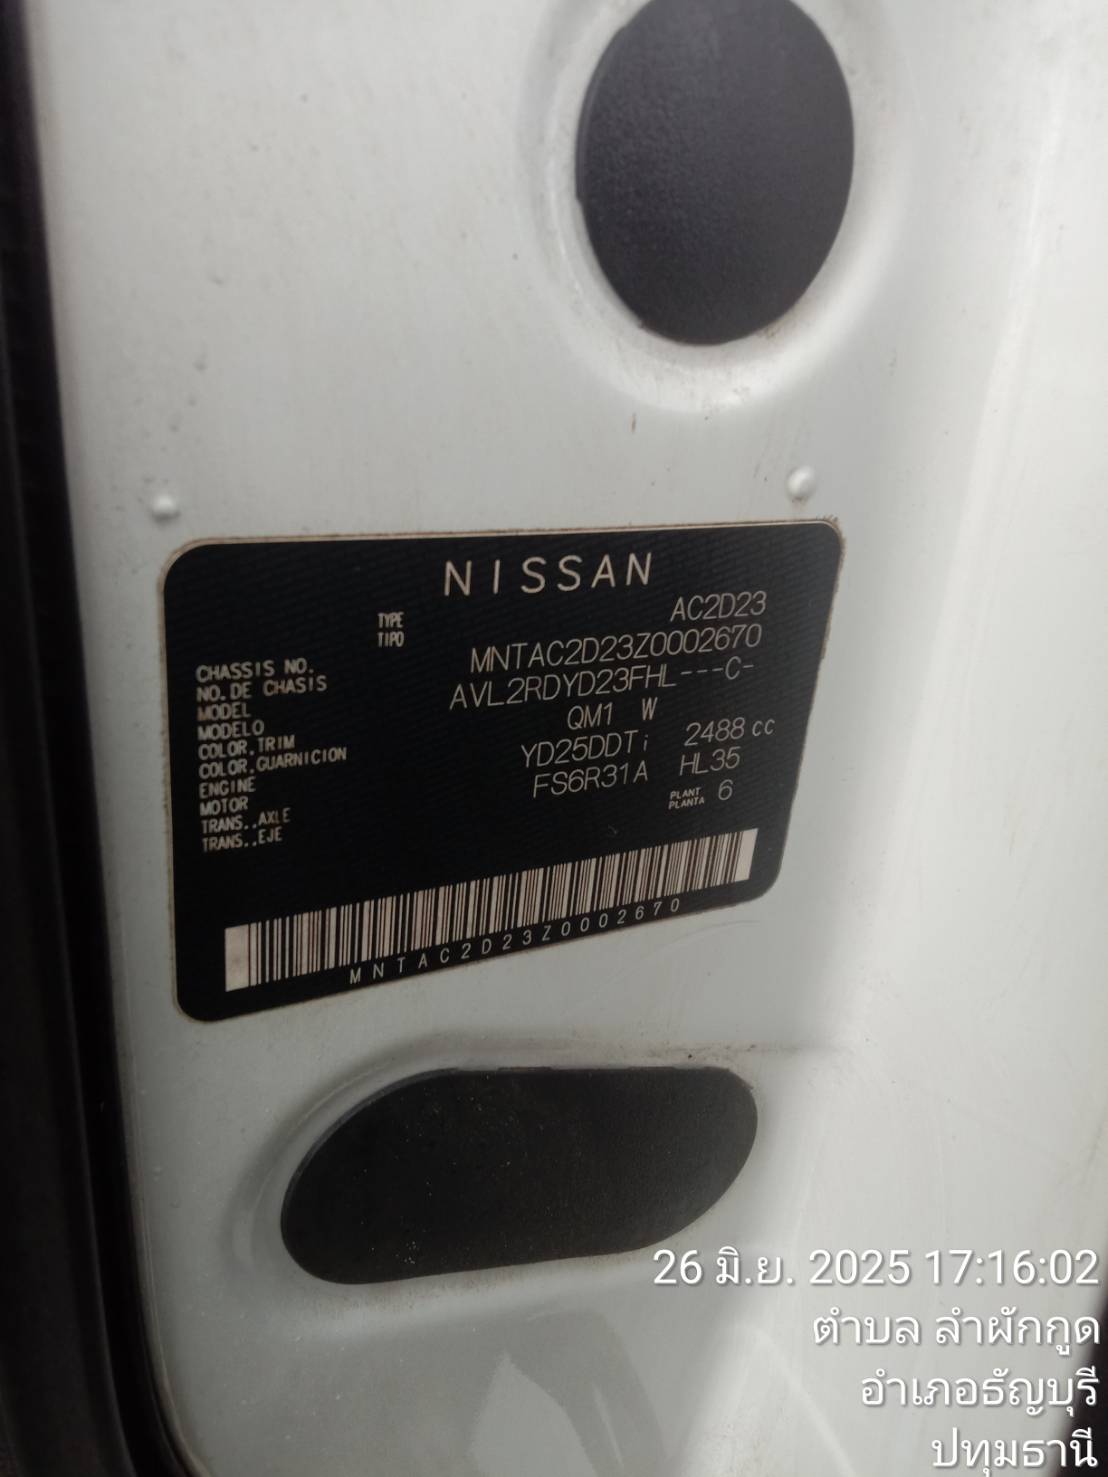 NISSAN
TYPE
TIPO
AC2D23
CHASSIS NO.
NO. DE CHASIS
MNTAC2D23Z0002670
MODEL
MODELO
AVL2RDYD23FHL---C-
COLOR, TRIM
COLOR, GUARNICION
QM1 W
ENGINE
MOTOR
YD25DDTi 2488 cc
TRANS., AXLE
TRANS., EJE
FS6R31A HL35
PLANT
PLANTA
6
MNTAC2D23Z0002670
26 มิ.ย. 2025 17:16:02
ตำบล ลำผักกูด
อำเภอธัญบุรี
ปทุมธานี